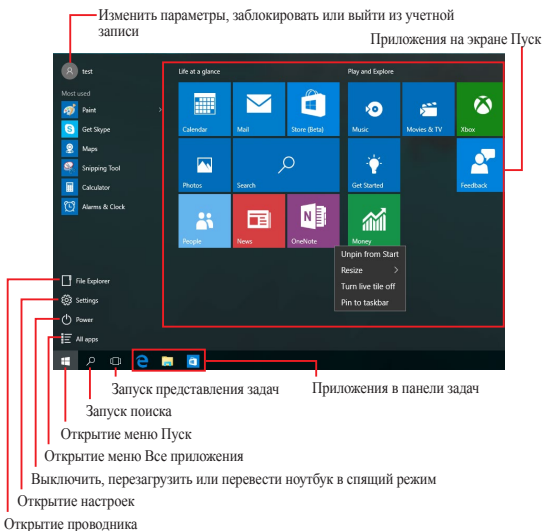 Изменить параметры, заблокировать или выйти из учетной
записи
Приложения на экране Пуск
test
Life at a glance
Play and Explore
Most used
Paint
Get Skype
Maps
Snipping Tool
Calculator
Alarms & Clock
Calendar
Mail
Store (Beta)
Music
Movies & TV
Xbox
Photos
Search
Get Started
Feedback
People
News
OneNote
Money
Unpin from Start
Resize
Turn live tile off
Pin to taskbar
File Explorer
Settings
Power
All apps
Запуск представления задач
Приложения в панели задач
Запуск поиска
Открытие меню Пуск
Открытие меню Все приложения
Выключить, перезагрузить или перевести ноутбук в спящий режим
Открытие настроек
Открытие проводника